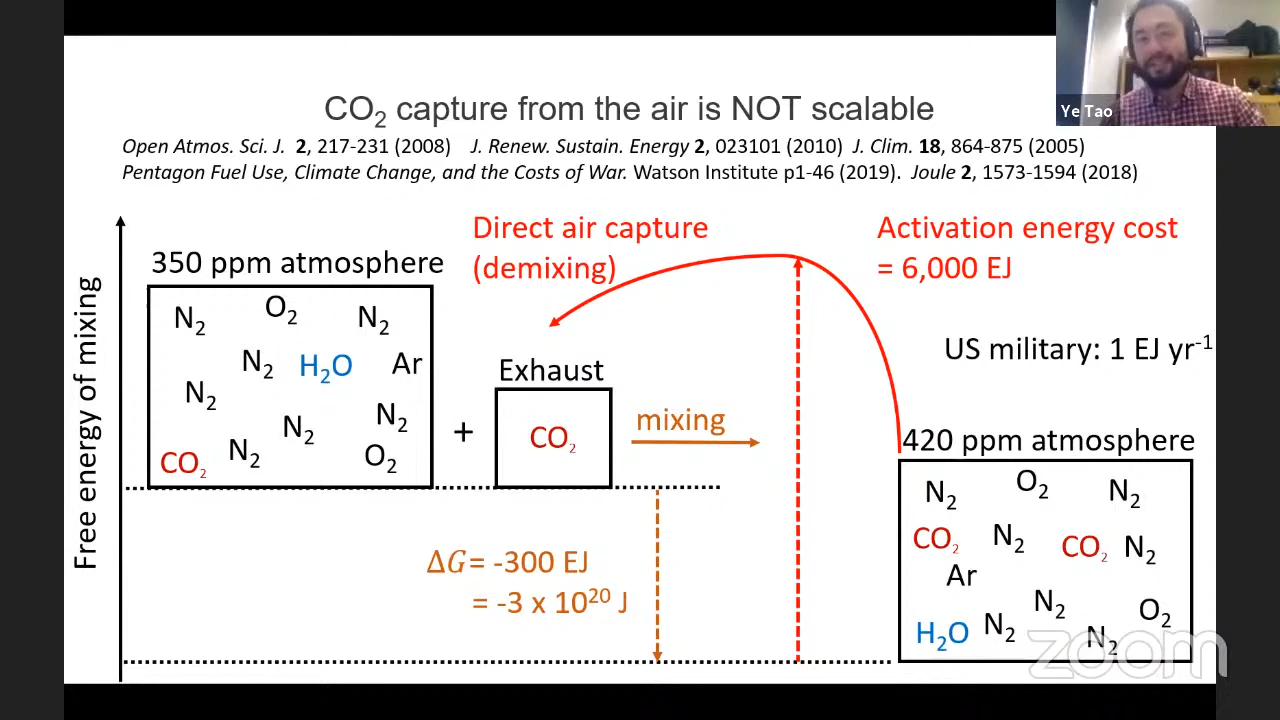 Ye Tao
CO₂ capture from the air is NOT scalable
Open Atmos. Sci. J. 2, 217-231 (2008) J. Renew. Sustain. Energy 2, 023101 (2010) J. Clim. 18, 864-875 (2005)
Pentagon Fuel Use, Climate Change, and the Costs of War. Watson Institute p1-46 (2019). Joule 2, 1573-1594 (2018)
Free energy of mixing
350 ppm atmosphere
N₂ O₂ N₂
N₂ H₂O Ar
N₂
N₂ N₂
CO₂ N₂ O₂
+
Exhaust
CO₂
mixing
Direct air capture
(demixing)
Activation energy cost
= 6,000 EJ
US military: 1 EJ yr⁻¹
ΔG = -300 EJ
= -3 x 10²⁰ J
420 ppm atmosphere
N₂ O₂ N₂
CO₂ N₂ CO₂ N₂
Ar
N₂ O₂
H₂O N₂ N₂
zoom